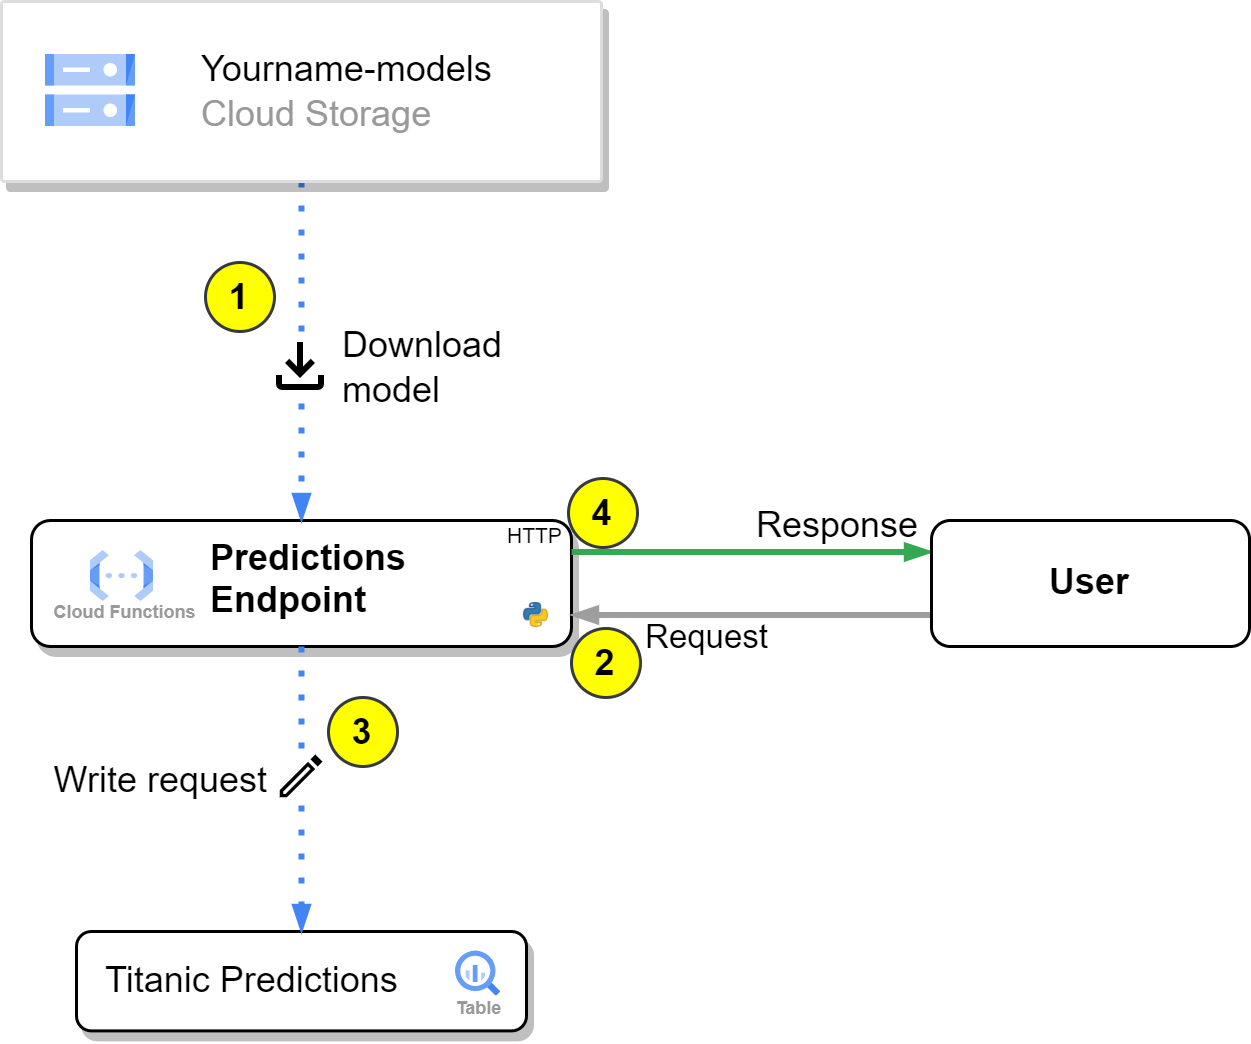 Yourname-models
Cloud Storage
1
Download
model
4
HTTP
Response
Predictions
Endpoint
Cloud Functions
User
Request
2
3
Write request
Titanic Predictions
Table